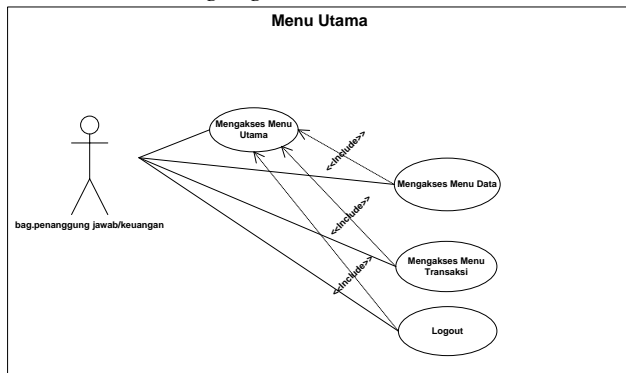 Menu Utama
Mengakses Menu
Utama
<<Include>>
Mengakses Menu Data
bag.penanggung jawab/keuangan
<<Include>>
Mengakses Menu
Transaksi
<<Include>>
Logout